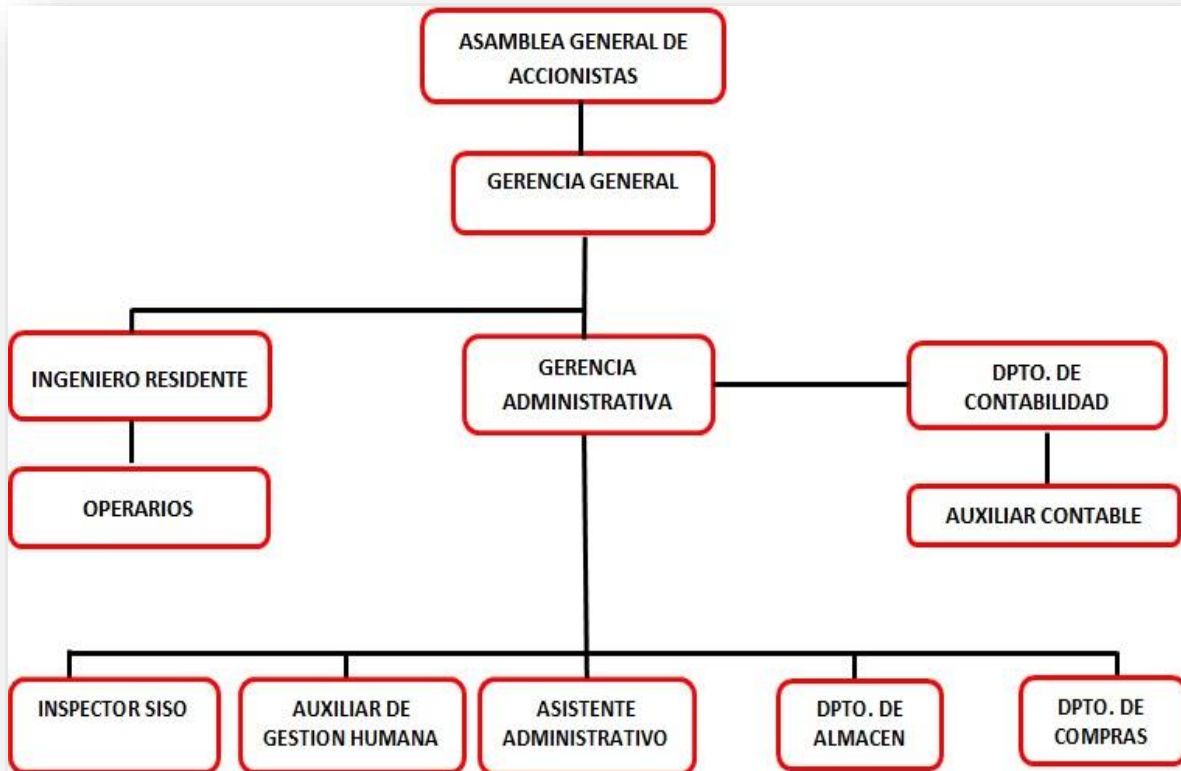 ASAMBLEA GENERAL DE
ACCIONISTAS
GERENCIA GENERAL
INGENIERO RESIDENTE
GERENCIA
ADMINISTRATIVA
DPTO. DE
CONTABILIDAD
OPERARIOS
AUXILIAR CONTABLE
INSPECTOR SISO
AUXILIAR DE
GESTION HUMANA
ASISTENTE
ADMINISTRATIVO
DPTO. DE
ALMACEN
DPTO. DE
COMPRAS